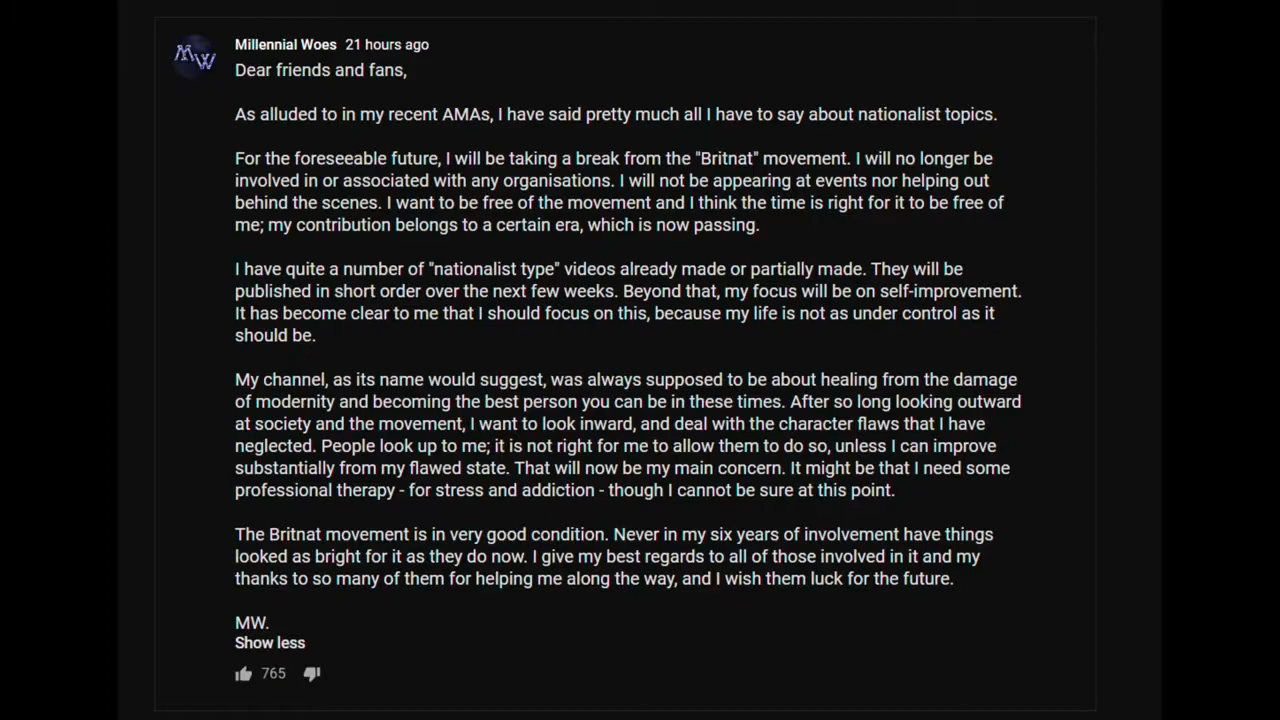 MW
Millennial Woes 21 hours ago
Dear friends and fans,
As alluded to in my recent AMAs, I have said pretty much all I have to say about nationalist topics.
For the foreseeable future, I will be taking a break from the "Britnat" movement. I will no longer be
involved in or associated with any organisations. I will not be appearing at events nor helping out
behind the scenes. I want to be free of the movement and I think the time is right for it to be free of
me; my contribution belongs to a certain era, which is now passing.
I have quite a number of "nationalist type" videos already made or partially made. They will be
published in short order over the next few weeks. Beyond that, my focus will be on self-improvement.
It has become clear to me that I should focus on this, because my life is not as under control as it
should be.
My channel, as its name would suggest, was always supposed to be about healing from the damage
of modernity and becoming the best person you can be in these times. After so long looking outward
at society and the movement, I want to look inward, and deal with the character flaws that I have
neglected. People look up to me; it is not right for me to allow them to do so, unless I can improve
substantially from my flawed state. That will now be my main concern. It might be that I need some
professional therapy - for stress and addiction - though I cannot be sure at this point.
The Britnat movement is in very good condition. Never in my six years of involvement have things
looked as bright for it as they do now. I give my best regards to all of those involved in it and my
thanks to so many of them for helping me along the way, and I wish them luck for the future.
MW.
Show less
765